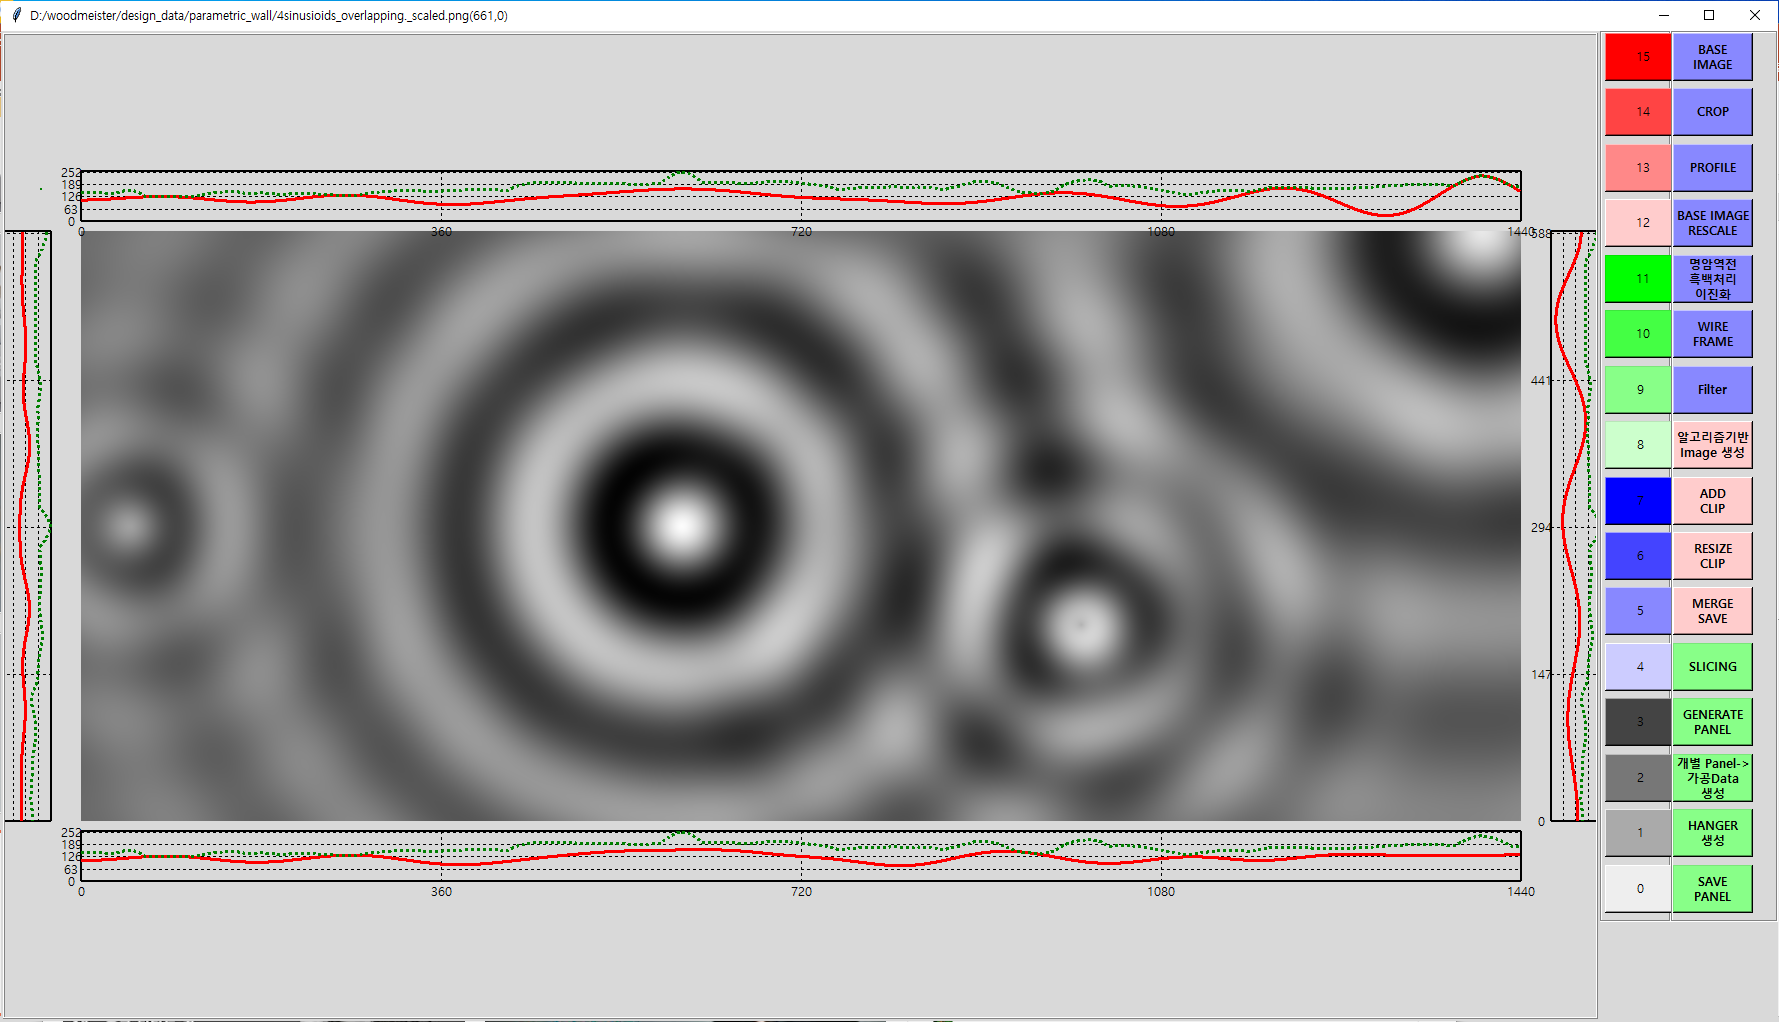 D:/woodmeister/design_data/parametric_wall/4sinusioids_overlapping._scaled.png(661,0)
15
BASE
IMAGE
14
CROP
13
PROFILE
12
BASE IMAGE
RESCALE
11
명암역전
흑백처리
이진화
10
WIRE
FRAME
9
Filter
8
알고리즘기반
Image 생성
7
ADD
CLIP
6
RESIZE
CLIP
5
MERGE
SAVE
4
SLICING
3
GENERATE
PANEL
2
개별 Panel->
가공Data
생성
1
HANGER
생성
0
SAVE
PANEL
252
189
126
63
0
0 360 720 1080 1440
588
441
294
147
0
252
189
126
63
0
0 360 720 1080 1440